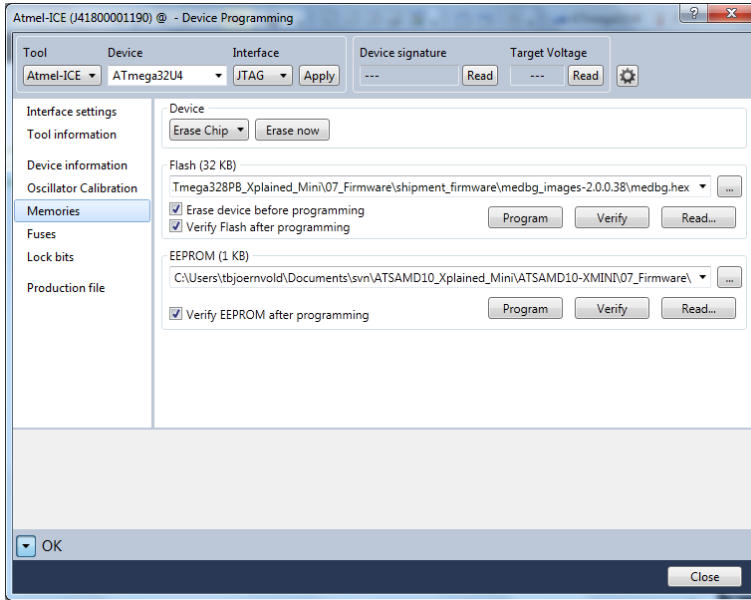 Atmel-ICE (J41800001190) @ - Device Programming
Tool Device Interface Device signature Target Voltage
Atmel-ICE ATmega32U4 JTAG Apply --- Read --- Read
Interface settings
Tool information
Device information
Oscillator Calibration
Memories
Fuses
Lock bits
Production file
Device
Erase Chip Erase now
Flash (32 KB)
Tmega328PB_Xplained_Mini\07_Firmware\shipment_firmware\medbg_images-2.0.0.38\medbg.hex ...
Erase device before programming
Verify Flash after programming
Program Verify Read...
EEPROM (1 KB)
C:\Users\tbjoernvold\Documents\svn\ATSAMD10_Xplained_Mini\ATSAMD10-XMINI\07_Firmware\ ...
Verify EEPROM after programming
Program Verify Read...
OK
Close